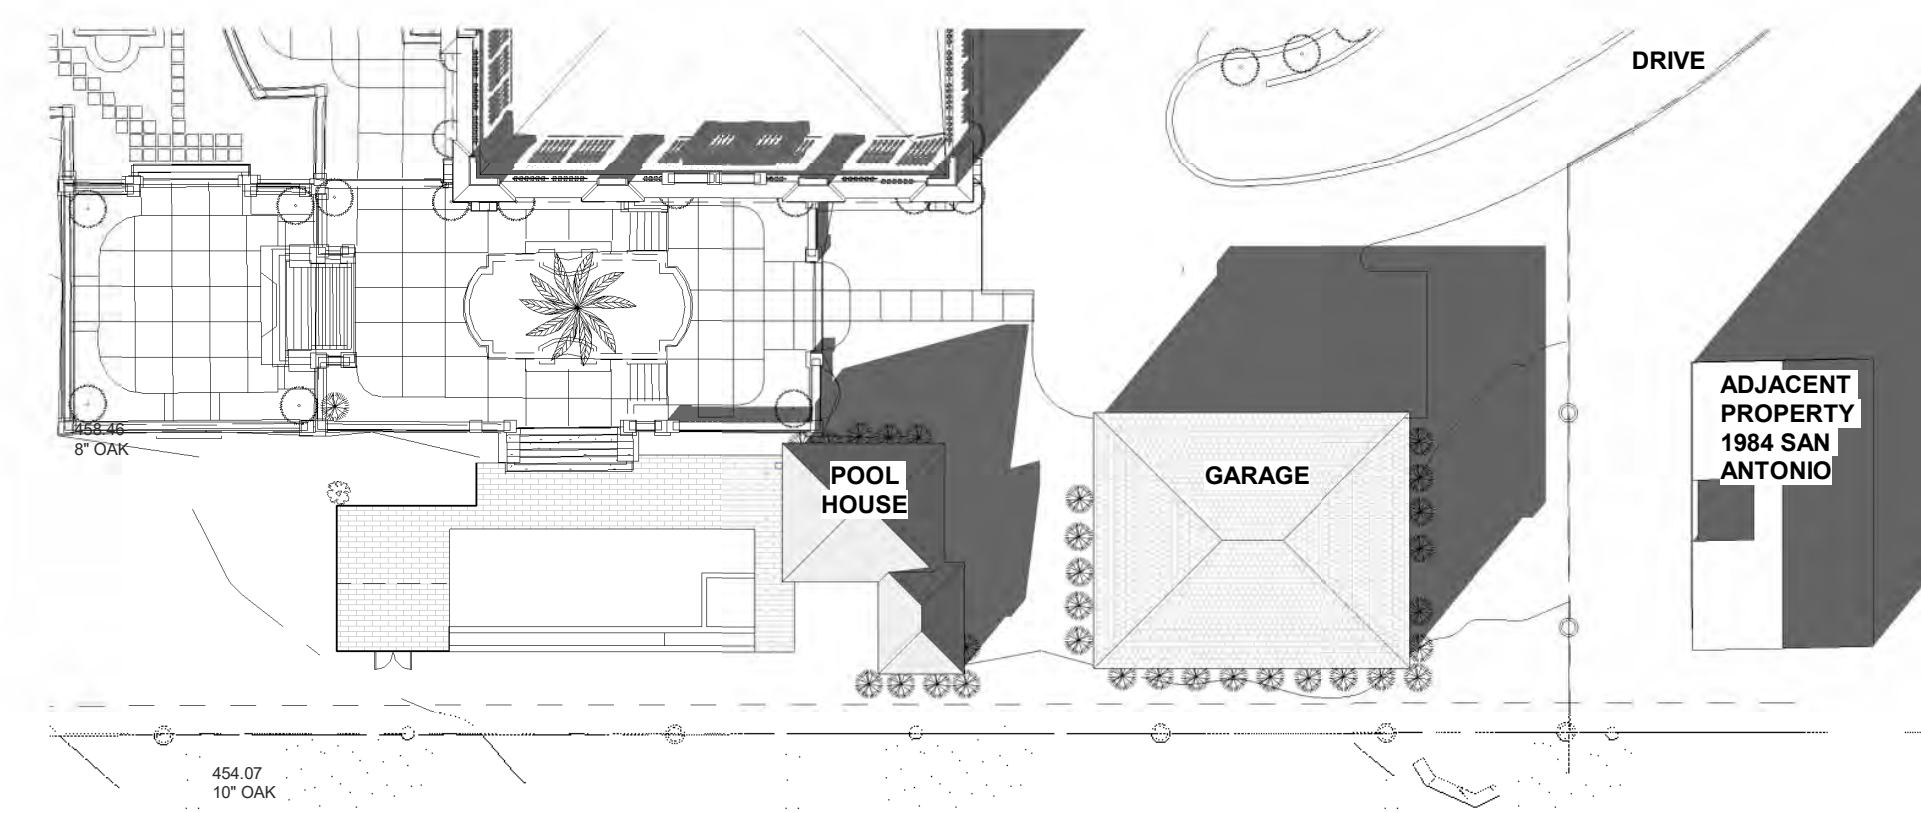 DRIVE
ADJACENT
PROPERTY
1984 SAN
ANTONIO
458.46
8" OAK
POOL
HOUSE
GARAGE
454.07
10" OAK